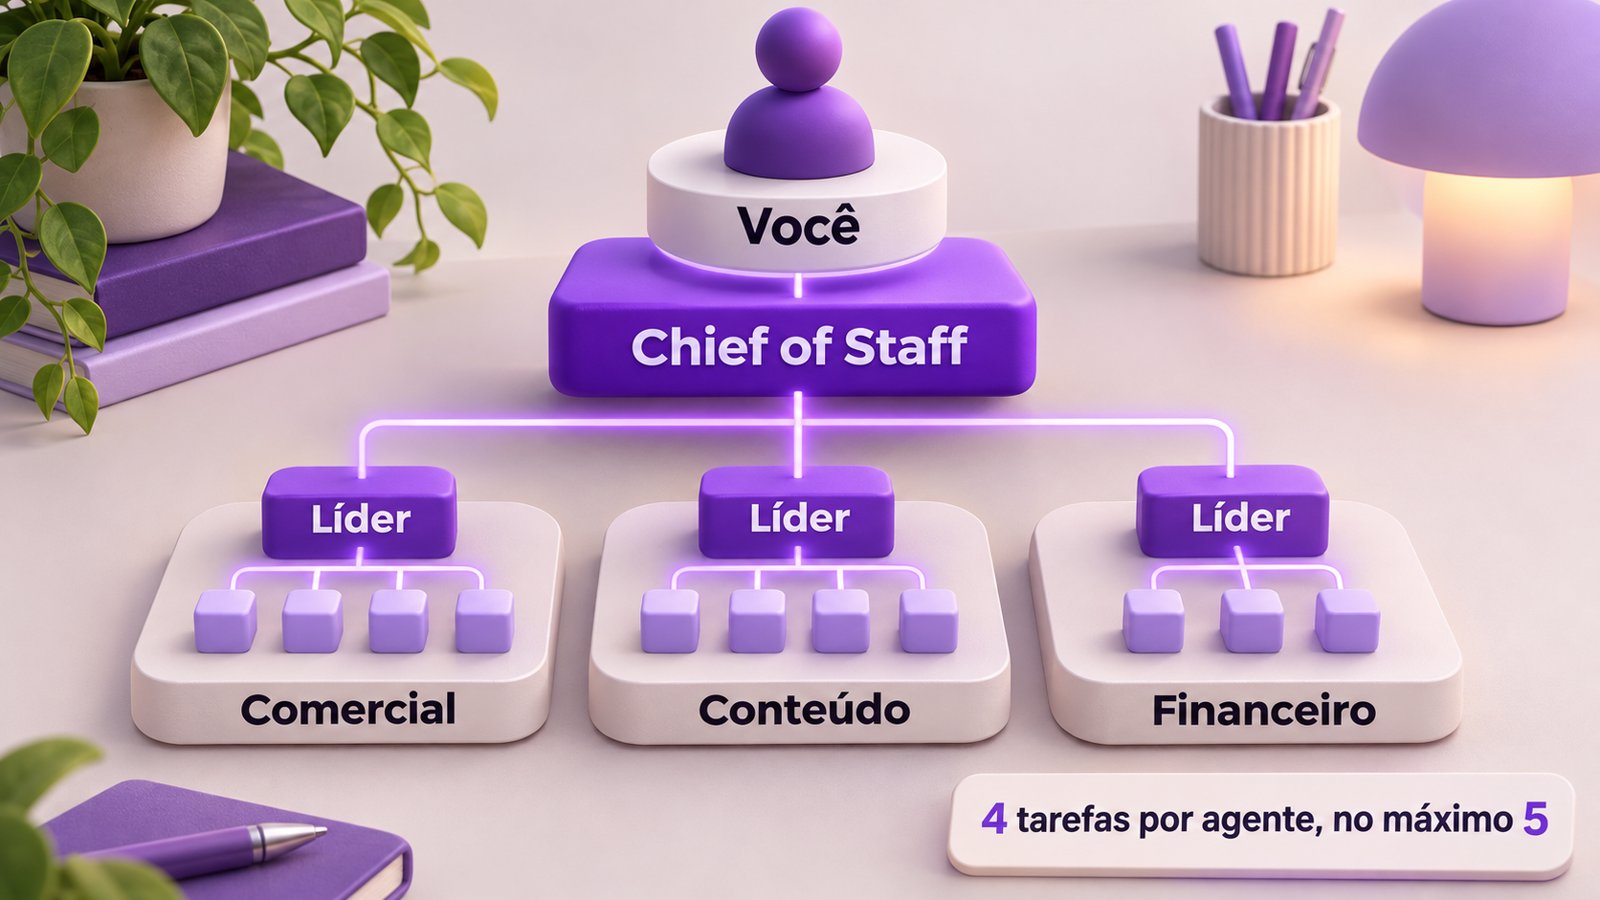 Você
Chief of Staff
Líder
Líder
Líder
Comercial
Conteúdo
Financeiro
4 tarefas por agente, no máximo 5